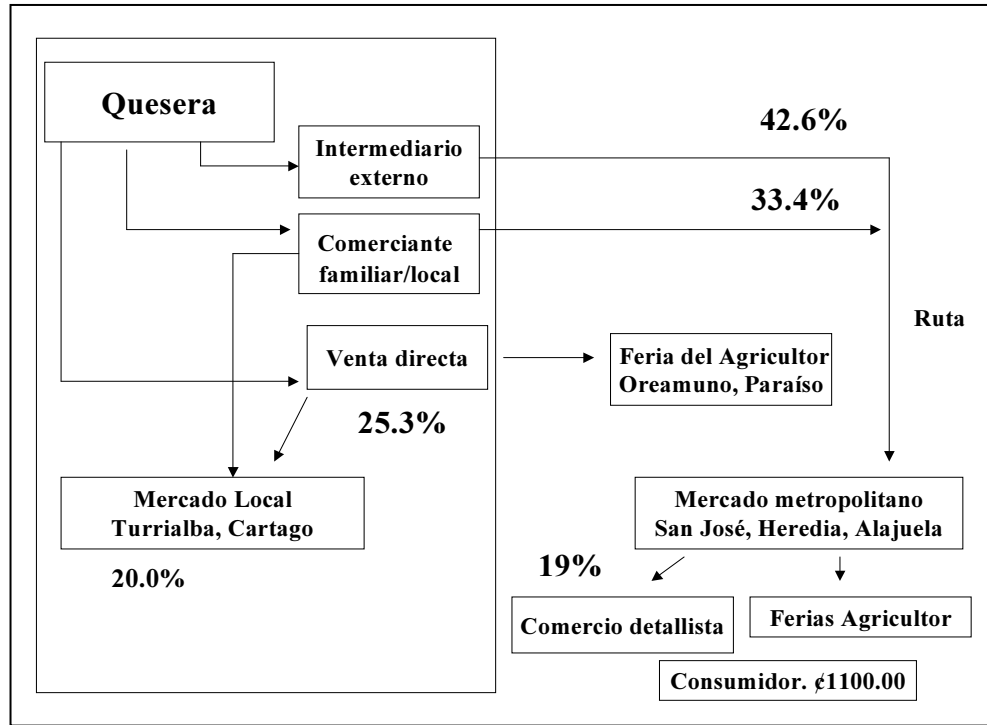 Quesera
42.6%
Intermediario
externo
33.4%
Comerciante
familiar/local
Ruta
Venta directa
Feria del Agricultor
Oreamuno, Paraíso
25.3%
Mercado Local
Turrialba, Cartago
Mercado metropolitano
San José, Heredia, Alajuela
20.0%
19%
Comercio detallista
Ferias Agricultor
Consumidor. ¢1100.00